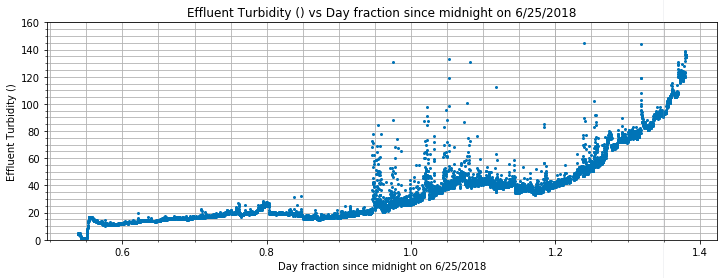 Effluent Turbidity () vs Day fraction since midnight on 6/25/2018
Effluent Turbidity ()
160
140
120
100
80
60
40
20
0
0.6 0.8 1.0 1.2 1.4
Day fraction since midnight on 6/25/2018